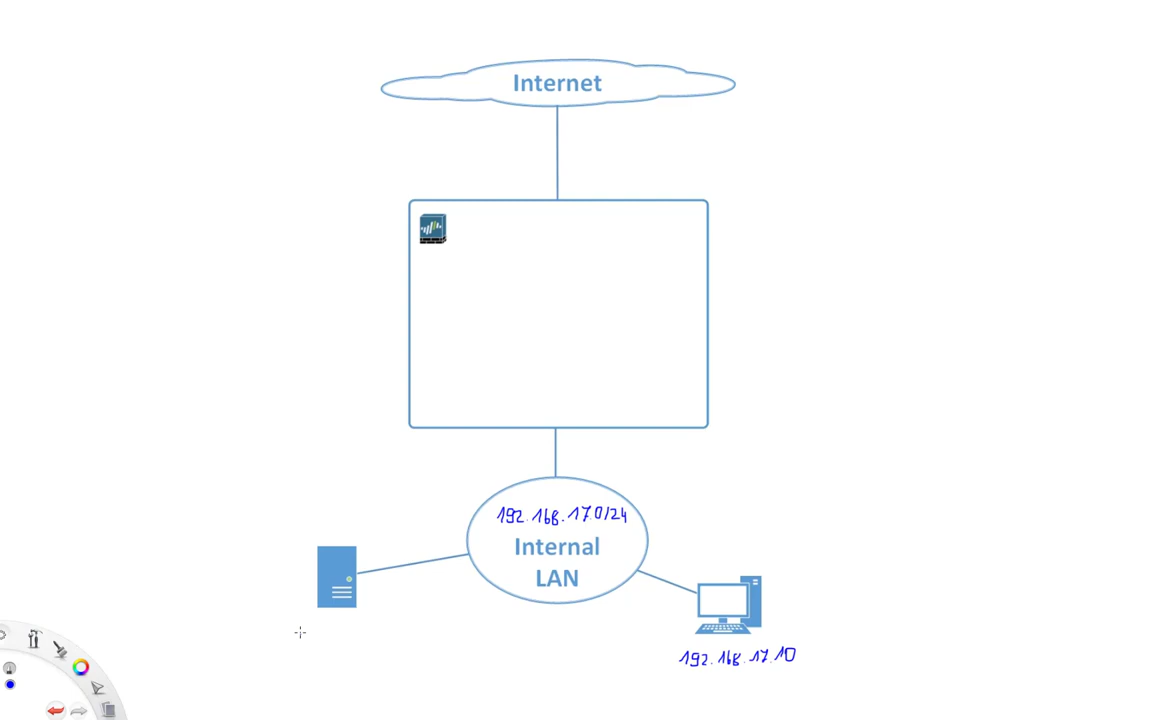 Internet
192.168.17.0/24
Internal
LAN
192.168.17.10